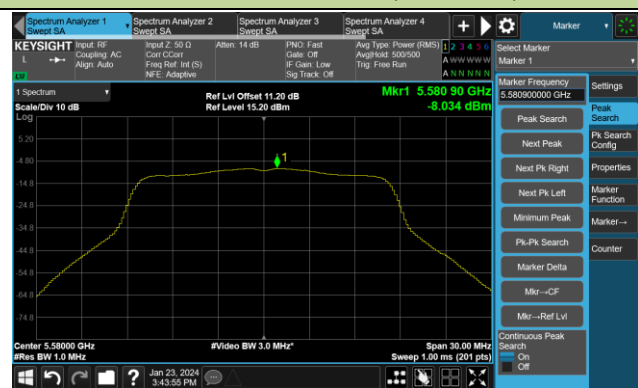 Spectrum Analyzer 1
Swept SA
Spectrum Analyzer 2
Swept SA
Spectrum Analyzer 3
Swept SA
Spectrum Analyzer 4
Swept SA
+
Marker
KEYSIGHT
L
Input: RF
Coupling: AC
Align: Auto
Input Z: 50 Ω
Corr CCorr
Freq Ref: Int (S)
NFE: Adaptive
Atten: 14 dB
PNO: Fast
Gate: Off
IF Gain: Low
Sig Track: Off
Avg Type: Power (RMS)
Avg|Hold: 500/500
Trig: Free Run
1 2 3 4 5 6
A W W W W W
A N N N N N
Select Marker
Marker 1
LXI
1 Spectrum
Scale/Div 10 dB
Log
Ref Lvl Offset 11.20 dB
Ref Level 15.20 dBm
Mkr1 5.580 90 GHz
-8.034 dBm
1
5.20
-4.80
-14.8
-24.8
-34.8
-44.8
-54.8
-64.8
-74.8
Center 5.58000 GHz
#Res BW 1.0 MHz
#Video BW 3.0 MHz*
Span 30.00 MHz
Sweep 1.00 ms (201 pts)
Marker Frequency
5.580900000 GHz
Peak Search
Next Peak
Next Pk Right
Next Pk Left
Minimum Peak
Pk-Pk Search
Marker Delta
Mkr→CF
Mkr→Ref Lvl
Continuous Peak
Search
On
Off
Settings
Peak
Search
Pk Search
Config
Properties
Marker
Function
Marker→
Counter
?
Jan 23, 2024
3:43:55 PM